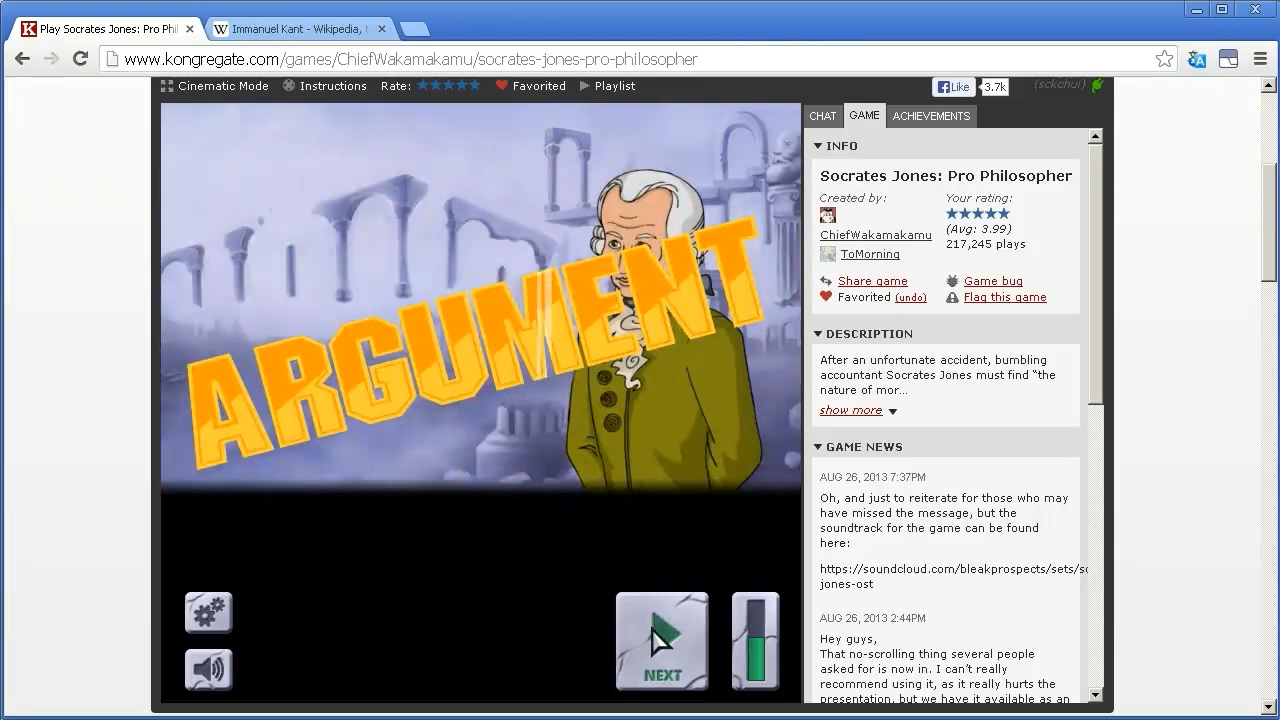 Play Socrates Jones: Pro Phil
Immanuel Kant - Wikipedia, t
www.kongregate.com/games/ChiefWakamakamu/socrates-jones-pro-philosopher
Cinematic Mode
Instructions
Rate:
Favorited
Playlist
Like
3.7k
(sckchui)
CHAT
GAME
ACHIEVEMENTS
INFO
Socrates Jones: Pro Philosopher
Created by:
Your rating:
ChiefWakamakamu
(Avg: 3.99)
217,245 plays
ToMorning
Share game
Game bug
Favorited (undo)
Flag this game
DESCRIPTION
After an unfortunate accident, bumbling
accountant Socrates Jones must find “the
nature of mor...
show more
GAME NEWS
AUG 26, 2013 7:37PM
Oh, and just to reiterate for those who may
have missed the message, but the
soundtrack for the game can be found
here:
https://soundcloud.com/bleakprospects/sets/so
jones-ost
AUG 26, 2013 2:44PM
Hey guys,
That no-scrolling thing several people
asked for is now in. I can't really
recommend using it, as it really hurts the
presentation, but we have it available as an
ARGUMENT
NEXT